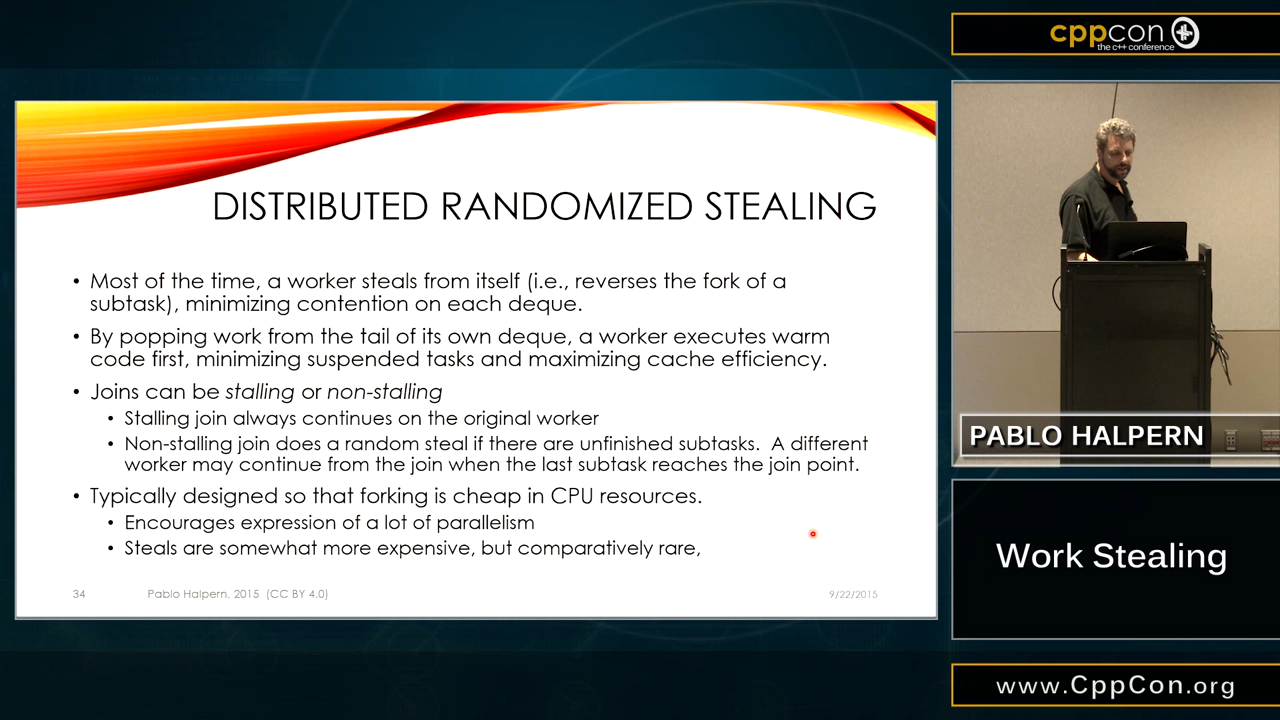 DISTRIBUTED RANDOMIZED STEALING
• Most of the time, a worker steals from itself (i.e., reverses the fork of a
subtask), minimizing contention on each deque.
• By popping work from the tail of its own deque, a worker executes warm
code first, minimizing suspended tasks and maximizing cache efficiency.
• Joins can be stalling or non-stalling
• Stalling join always continues on the original worker
• Non-stalling join does a random steal if there are unfinished subtasks. A different
worker may continue from the join when the last subtask reaches the join point.
• Typically designed so that forking is cheap in CPU resources.
• Encourages expression of a lot of parallelism
• Steals are somewhat more expensive, but comparatively rare,
34 Pablo Halpern, 2015 (CC BY 4.0) 9/22/2015
cppcon
the c++ conference
PABLO HALPERN
Work Stealing
www.CppCon.org